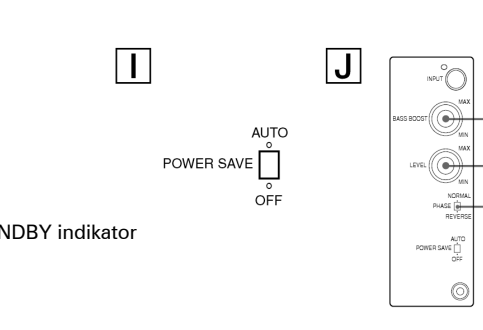 I
J
AUTO
POWER SAVE
OFF
NDBY indikator
INPUT
MAX
BASS BOOST
MIN
MAX
LEVEL
MIN
NORMAL
PHASE
REVERSE
AUTO
POWER SAVE
OFF